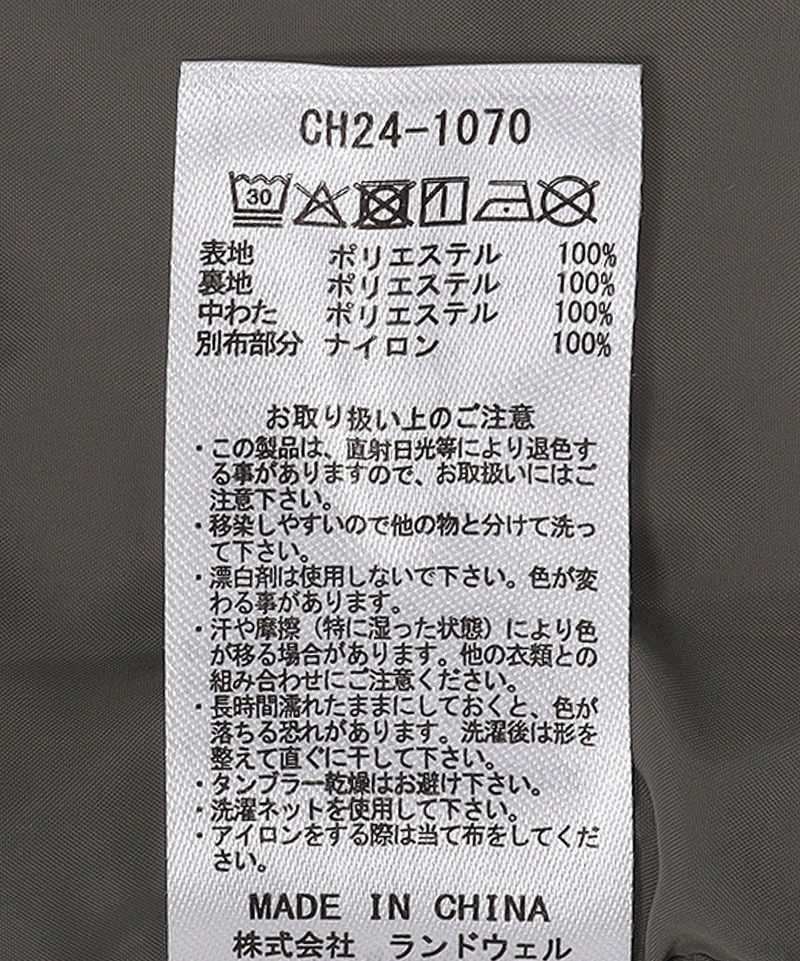 CH24-1070
30
表地 ポリエステル 100%
裏地 ポリエステル 100%
中わた ポリエステル 100%
別布部分 ナイロン 100%
お取り扱い上のご注意
・この製品は、直射日光等により退色す
る事がありますので、お取扱いにはご
注意下さい。
・移染しやすいので他の物と分けて洗っ
て下さい。
・漂白剤は使用しないで下さい。色が変
わる事があります。
・汗や摩擦（特に湿った状態）により色
が移る場合があります。他の衣類との
組み合わせにご注意ください。
・長時間濡れたままにしておくと、色が
落ちる恐れがあります。洗濯後は形を
整えて直ぐに干して下さい。
・タンブラー乾燥はお避け下さい。
・洗濯ネットを使用して下さい。
・アイロンをする際は当て布をしてくだ
さい。
MADE IN CHINA
株式会社 ランドウェル